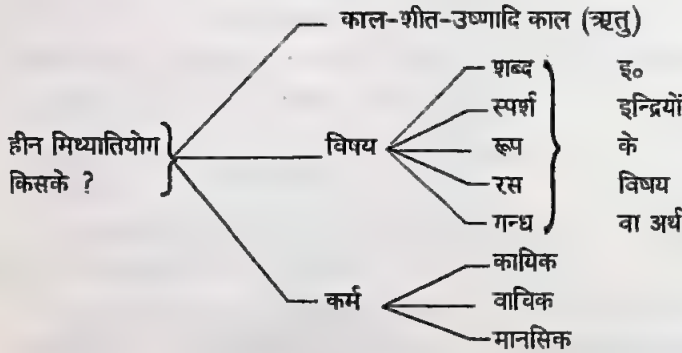 काल-शीत-उष्णादि काल (ऋतु)
हीन मिथ्यातियोग
किसके ?
विषय
शब्द
स्पर्श
रूप
रस
गन्ध
इ०
इन्द्रियों
के
विषय
वा अर्थ
कर्म
कायिक
वाचिक
मानसिक